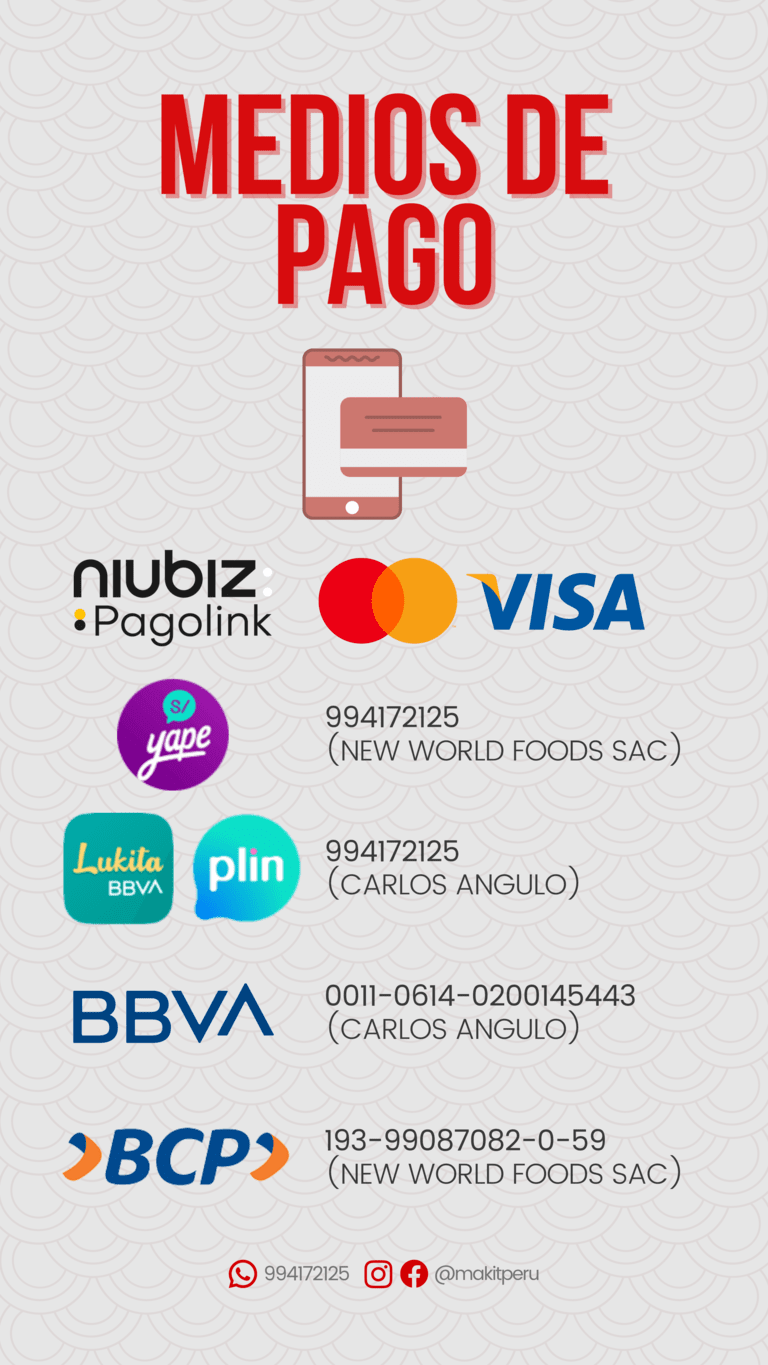 MEDIOS DE
PAGO
niubiz:
:Pagolink
VISA
S/
yape
994172125
(NEW WORLD FOODS SAC)
Lukita
BBVA
plin
994172125
(CARLOS ANGULO)
BBVA
0011-0614-0200145443
(CARLOS ANGULO)
BCP
193-99087082-0-59
(NEW WORLD FOODS SAC)
994172125 @makitperu